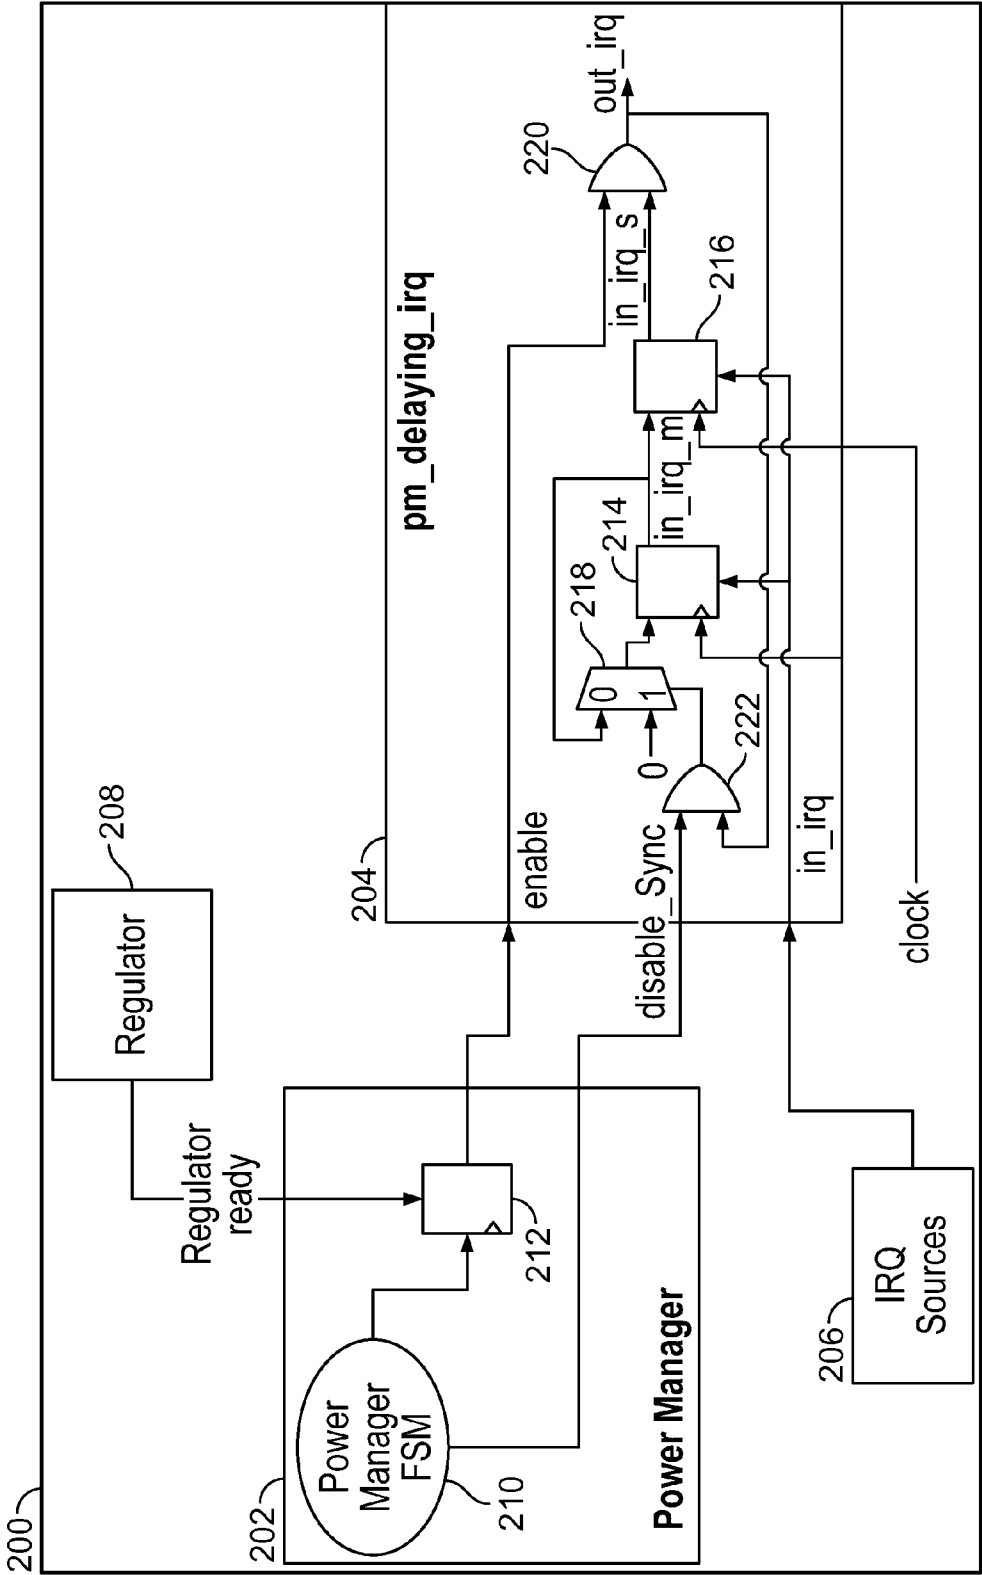 200
202
Power
Manager
FSM
210
Power Manager
212
Regulator
ready
Regulator
208
206
IRQ
Sources
204
pm_delaying_irq
enable
disable_Sync
in_irq
clock
0
222
0
1
218
214
in_irq_m
216
in_irq_s
220
out_irq